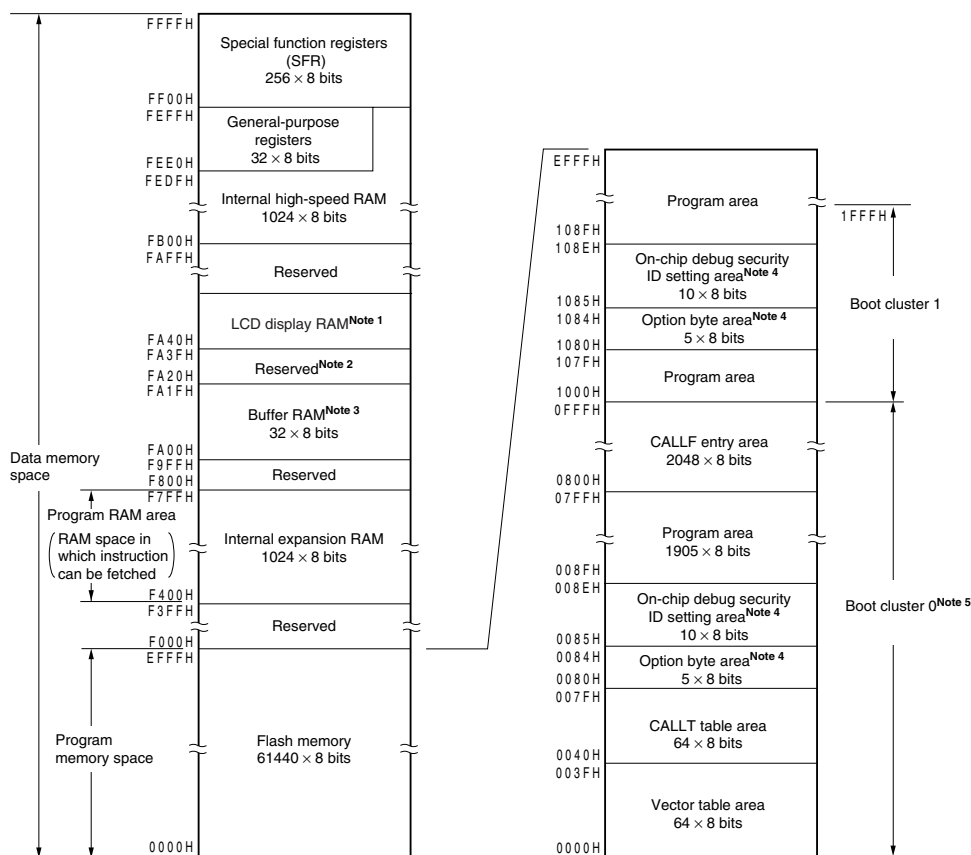 FFFFH
Special function registers
(SFR)
256 × 8 bits
FF00H
FEFFH
General-purpose
registers
32 × 8 bits
FEE0H
FEDFH
Internal high-speed RAM
1024 × 8 bits
FB00H
FAFFH
Reserved
LCD display RAMNote 1
FA40H
FA3FH
ReservedNote 2
FA20H
FA1FH
Buffer RAMNote 3
32 × 8 bits
FA00H
F9FFH
Reserved
F800H
F7FFH
Data memory
space
Program RAM area
RAM space in
which instruction
can be fetched
Internal expansion RAM
1024 × 8 bits
F400H
F3FFH
Reserved
F000H
EFFFH
Program
memory space
Flash memory
61440 × 8 bits
0000H
EFFFH
Program area
1FFFH
108FH
108EH
On-chip debug security
ID setting areaNote 4
10 × 8 bits
1085H
1084H
Option byte areaNote 4
5 × 8 bits
1080H
107FH
Program area
1000H
0FFFH
Boot cluster 1
CALLF entry area
2048 × 8 bits
0800H
07FFH
Program area
1905 × 8 bits
008FH
008EH
On-chip debug security
ID setting areaNote 4
10 × 8 bits
0085H
0084H
Option byte areaNote 4
5 × 8 bits
0080H
007FH
Boot cluster 0Note 5
CALLT table area
64 × 8 bits
0040H
003FH
Vector table area
64 × 8 bits
0000H